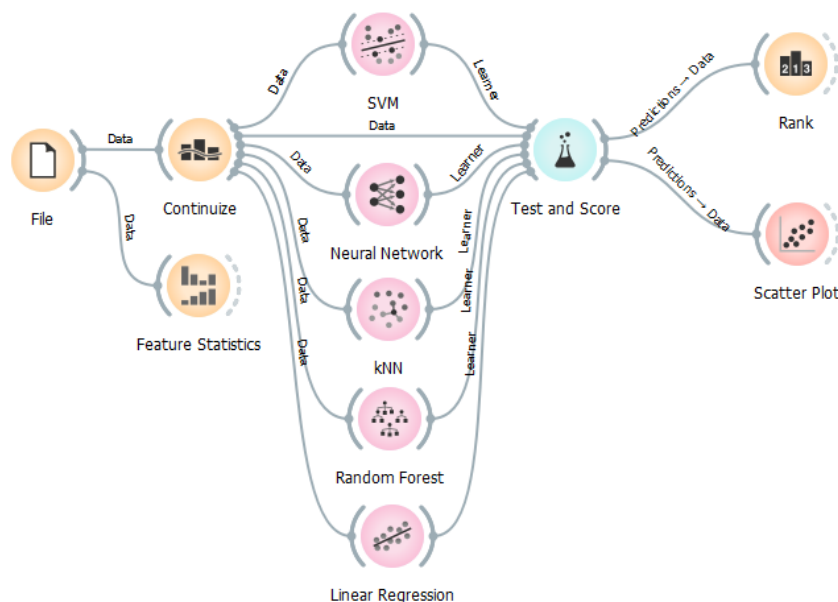 Data
SVM
Learner
Data
File
Data
Continuize
Data
Feature Statistics
Data
Neural Network
Learner
Data
kNN
Learner
Data
Random Forest
Learner
Data
Linear Regression
Learner
Test and Score
Predictions → Data
213
Rank
Predictions → Data
Scatter Plot